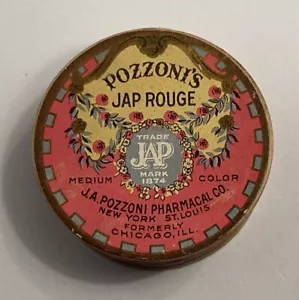 POZZONI'S
JAP ROUGE
TRADE
JAP
MARK
1874
MEDIUM COLOR
J.A. POZZONI PHARMACAL CO.
NEW YORK ST. LOUIS
FORMERLY
CHICAGO, ILL.